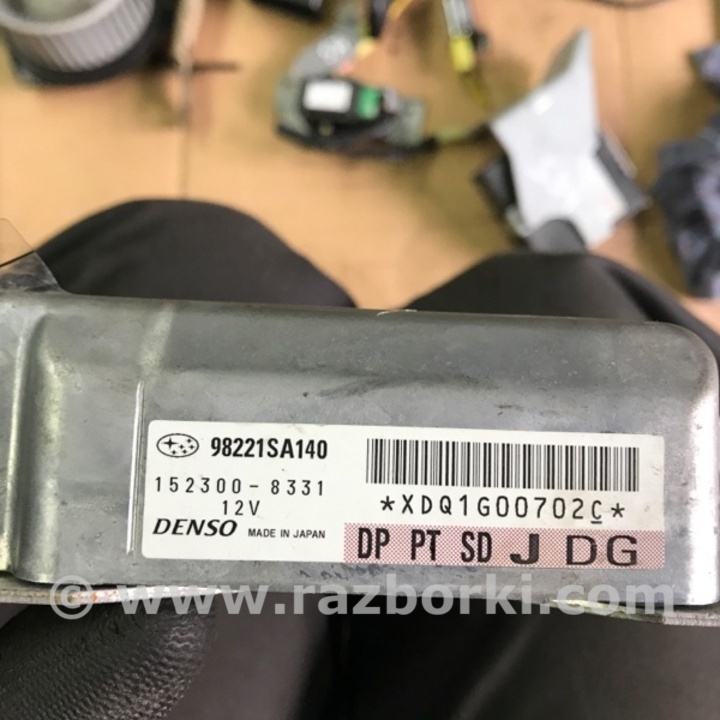 98221SA140
152300-8331
12V
DENSO MADE IN JAPAN
*XDQ1G00702C*
DP PT SD J DG
© www.razborki.com